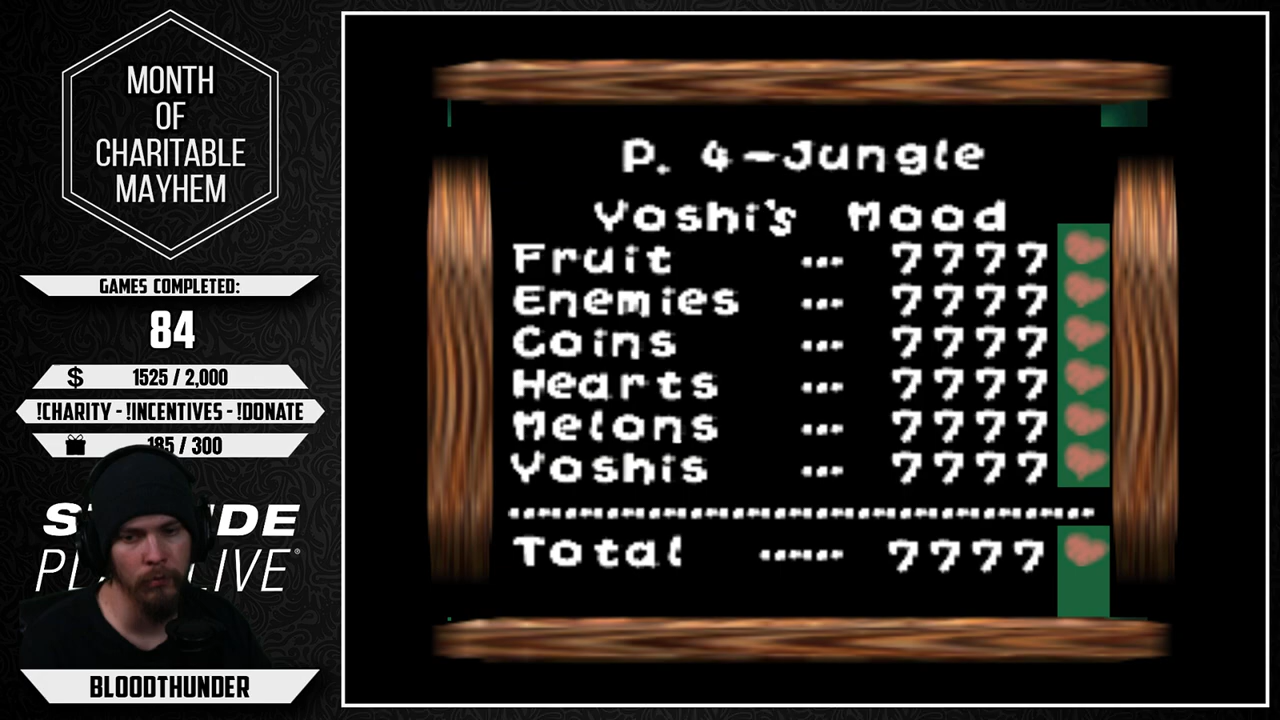 MONTH
OF
CHARITABLE
MAYHEM
GAMES COMPLETED:
84
$ 1525 / 2,000
!CHARITY - !INCENTIVES - !DONATE
185 / 300
BLOODTHUNDER
P. 4-Jungle
Yoshi's Mood
Fruit ... 7777
Enemies ... 7777
Coins ... 7777
Hearts ... 7777
Melons ... 7777
Yoshis ... 7777
Total ...... 7777